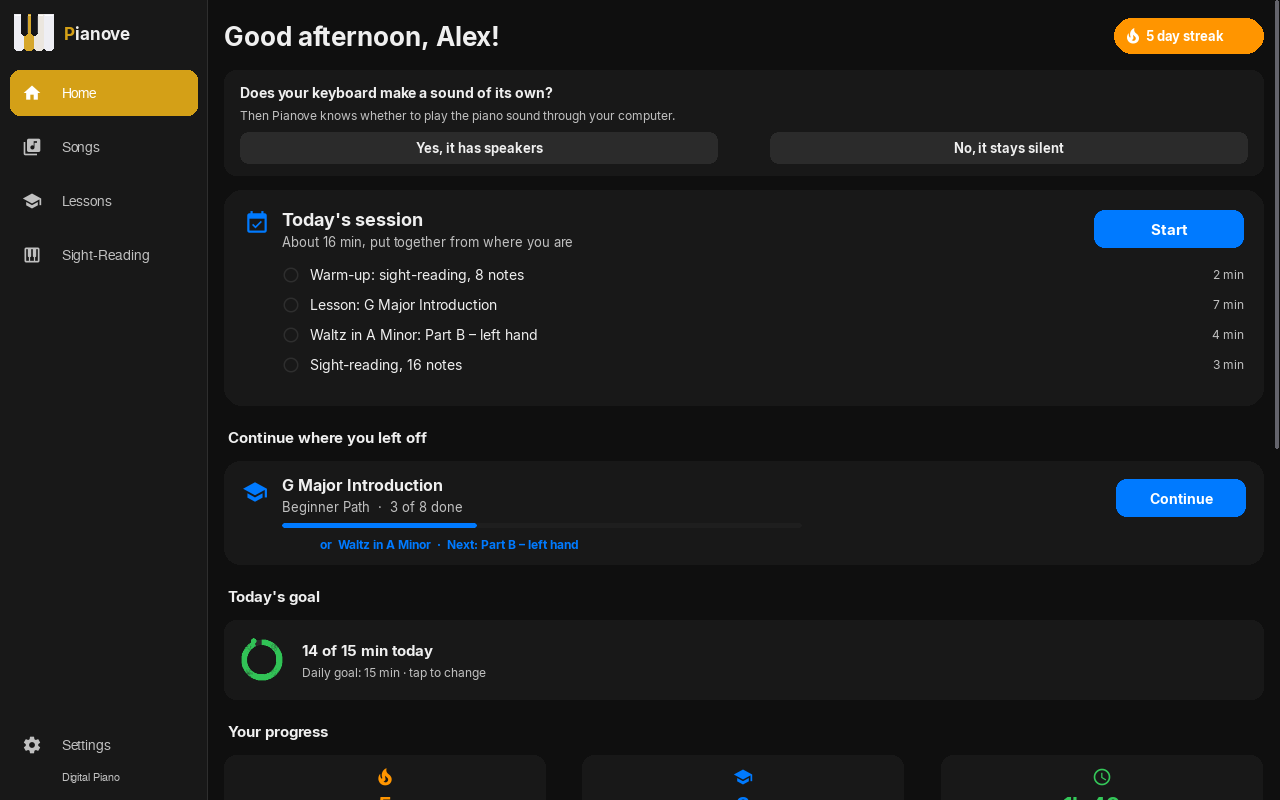 Pianove
Good afternoon, Alex!
5 day streak
Home
Songs
Lessons
Sight-Reading
Settings
Digital Piano
Does your keyboard make a sound of its own?
Then Pianove knows whether to play the piano sound through your computer.
Yes, it has speakers
No, it stays silent
Today's session
About 16 min, put together from where you are
Start
Warm-up: sight-reading, 8 notes
2 min
Lesson: G Major Introduction
7 min
Waltz in A Minor: Part B – left hand
4 min
Sight-reading, 16 notes
3 min
Continue where you left off
G Major Introduction
Beginner Path · 3 of 8 done
Continue
or Waltz in A Minor · Next: Part B – left hand
Today's goal
14 of 15 min today
Daily goal: 15 min · tap to change
Your progress